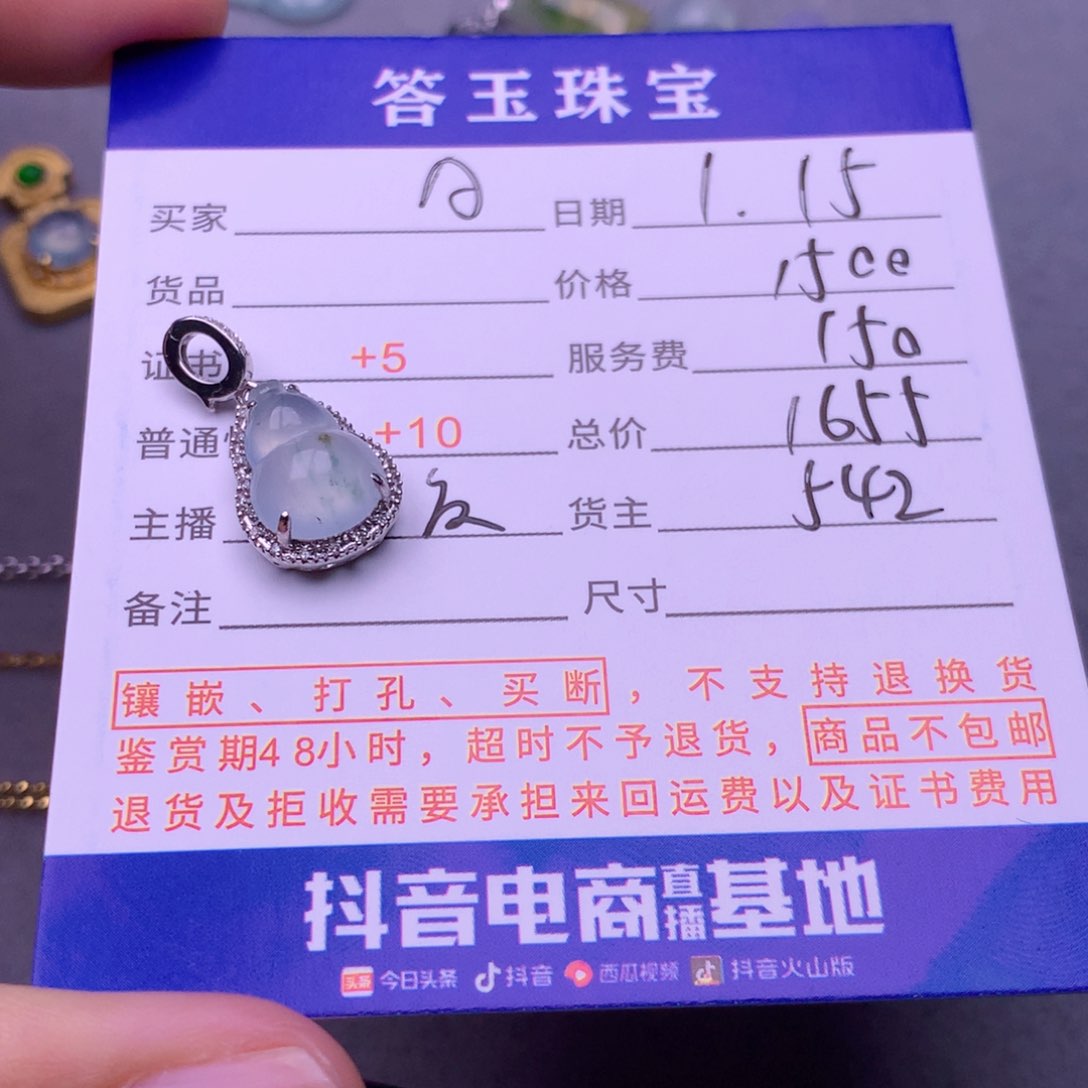 答玉珠宝
买家 日期 1.15
货品 价格 1500
证书 +5 服务费 150
普通 +10 总价 1655
主播 货主 542
备注 尺寸
镶嵌、打孔、买断，不支持退换货
鉴赏期48小时，超时不予退货，商品不包邮
退货及拒收需要承担来回运费以及证书费用
抖音电商直播基地
头条 今日头条 抖音 西瓜视频 抖音火山版